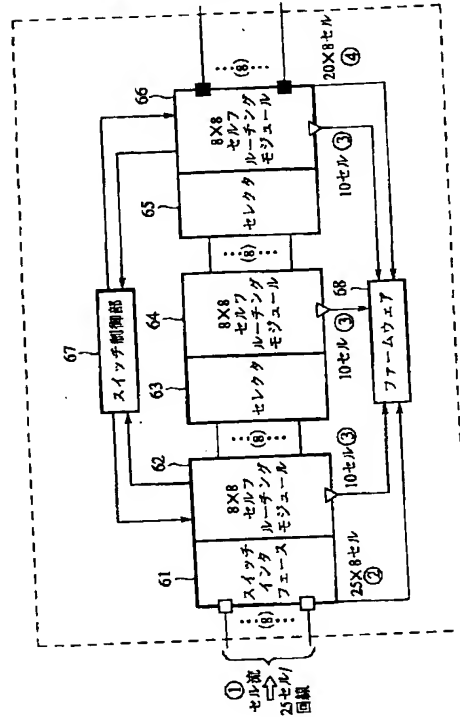 67
スイッチ制御部
61
スイッチ
インタ
フェース
62
8×8
セルフ
ルーチング
モジュール
63
セレクタ
64
8×8
セルフ
ルーチング
モジュール
65
セレクタ
66
8×8
セルフ
ルーチング
モジュール
(8)
(8)
(8)
(8)
①
セル流
25セル/
回線
25×8セル
②
10セル③
10セル③
10セル③
20×8セル
④
68
ファームウェア